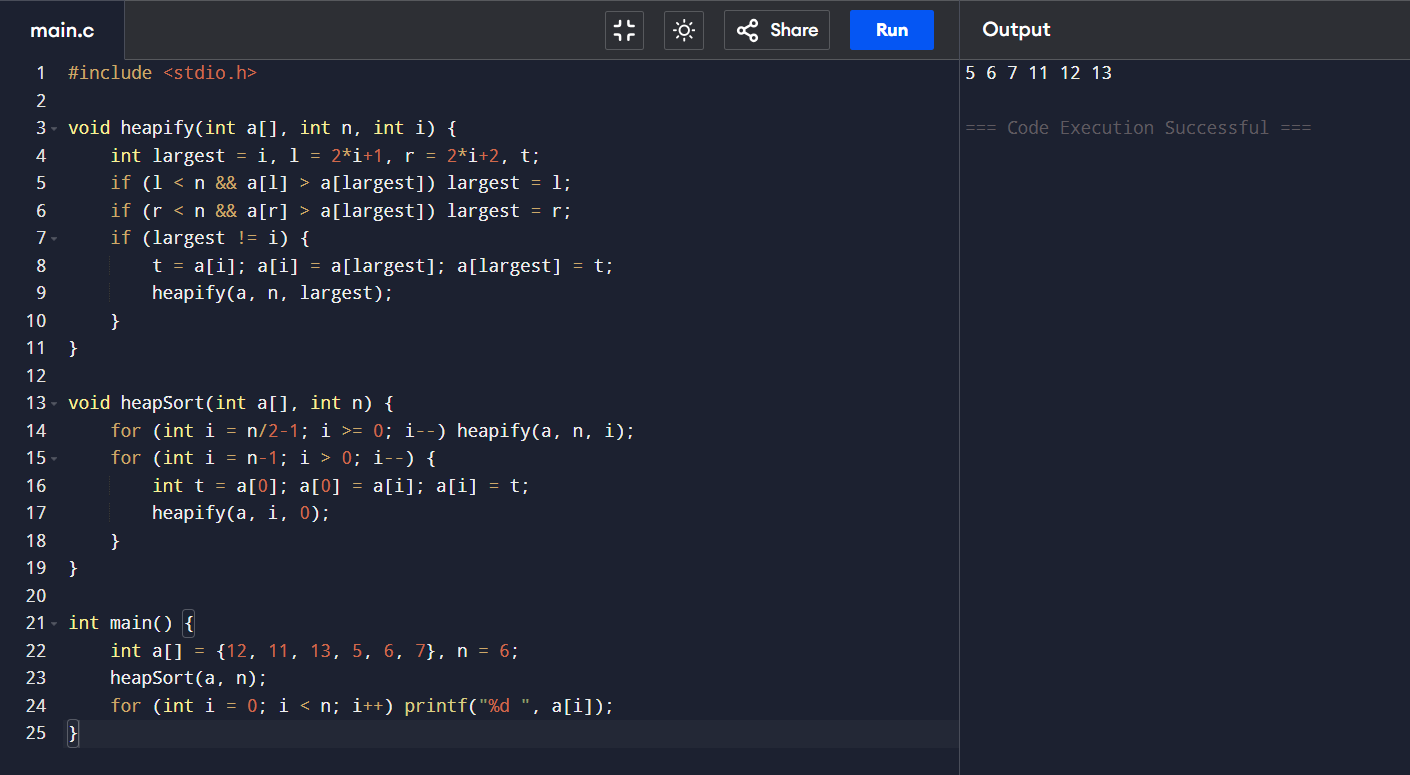 main.c
Share
Run
Output
1 #include <stdio.h>
2
3 void heapify(int a[], int n, int i) {
4     int largest = i, l = 2*i+1, r = 2*i+2, t;
5     if (l < n && a[l] > a[largest]) largest = l;
6     if (r < n && a[r] > a[largest]) largest = r;
7     if (largest != i) {
8         t = a[i]; a[i] = a[largest]; a[largest] = t;
9         heapify(a, n, largest);
10     }
11 }
12
13 void heapSort(int a[], int n) {
14     for (int i = n/2-1; i >= 0; i--) heapify(a, n, i);
15     for (int i = n-1; i > 0; i--) {
16         int t = a[0]; a[0] = a[i]; a[i] = t;
17         heapify(a, i, 0);
18     }
19 }
20
21 int main() {
22     int a[] = {12, 11, 13, 5, 6, 7}, n = 6;
23     heapSort(a, n);
24     for (int i = 0; i < n; i++) printf("%d ", a[i]);
25 }
5 6 7 11 12 13
=== Code Execution Successful ===